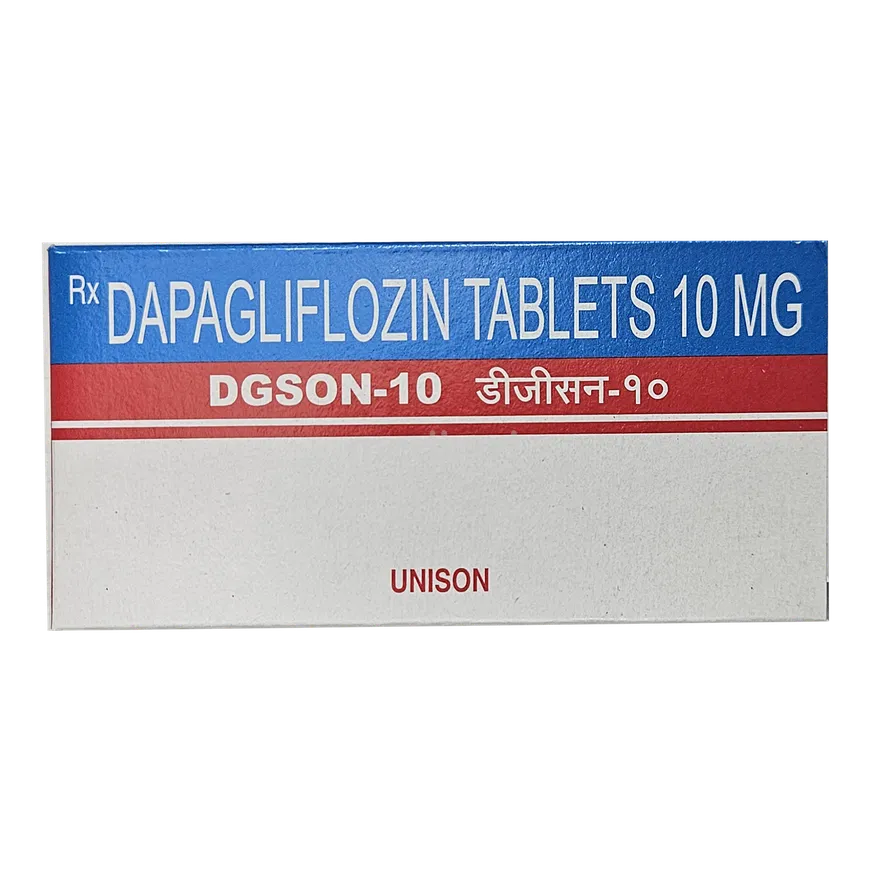 Rx DAPAGLIFLOZIN TABLETS 10 MG
DGSON-10 डीजीसन-१०
UNISON